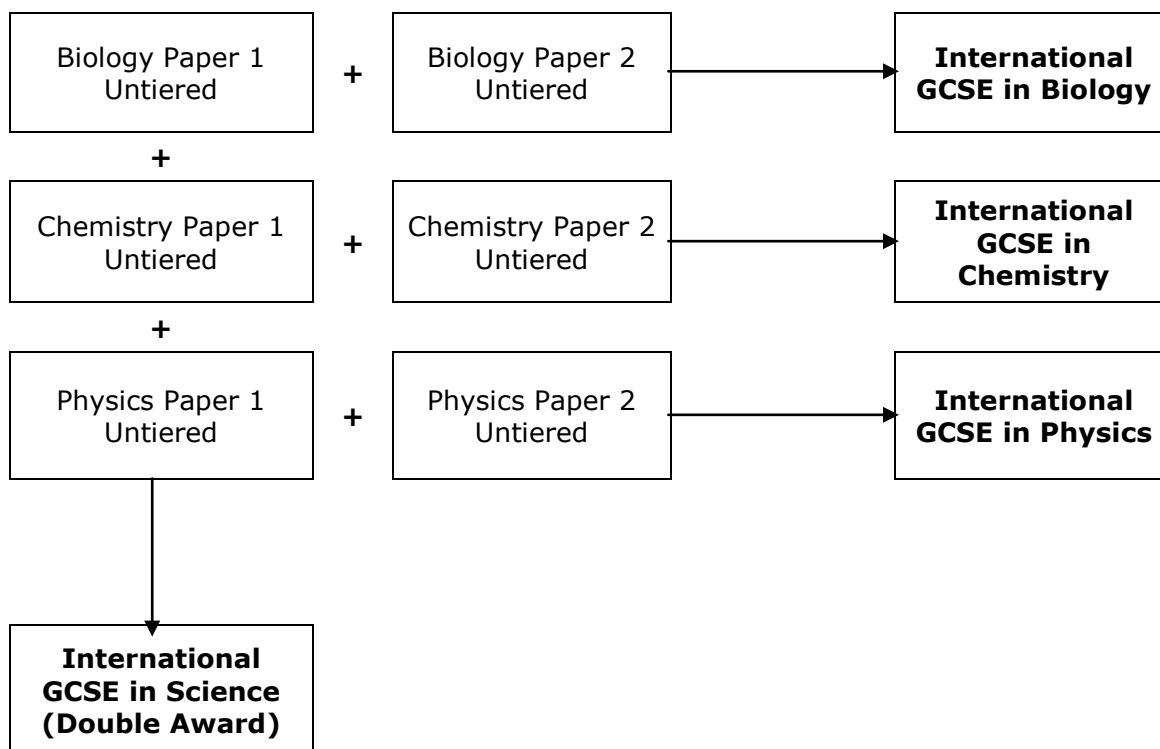 Biology Paper 1
Untiered
+
Biology Paper 2
Untiered
International
GCSE in Biology
+
Chemistry Paper 1
Untiered
+
Chemistry Paper 2
Untiered
International
GCSE in
Chemistry
+
Physics Paper 1
Untiered
+
Physics Paper 2
Untiered
International
GCSE in Physics
International
GCSE in Science
(Double Award)